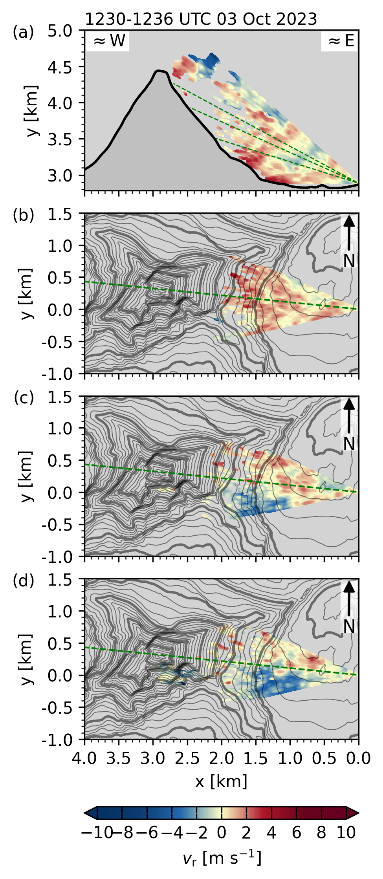 1230-1236 UTC 03 Oct 2023
(a)
≈W
≈E
5.0
4.5
4.0
3.5
3.0
y [km]
(b)
1.5
1.0
0.5
0.0
-0.5
-1.0
y [km]
N
(c)
1.5
1.0
0.5
0.0
-0.5
-1.0
y [km]
N
(d)
1.5
1.0
0.5
0.0
-0.5
-1.0
y [km]
N
4.0 3.5 3.0 2.5 2.0 1.5 1.0 0.5 0.0
x [km]
−10 −8 −6 −4 −2 0 2 4 6 8 10
vr [m s−1]